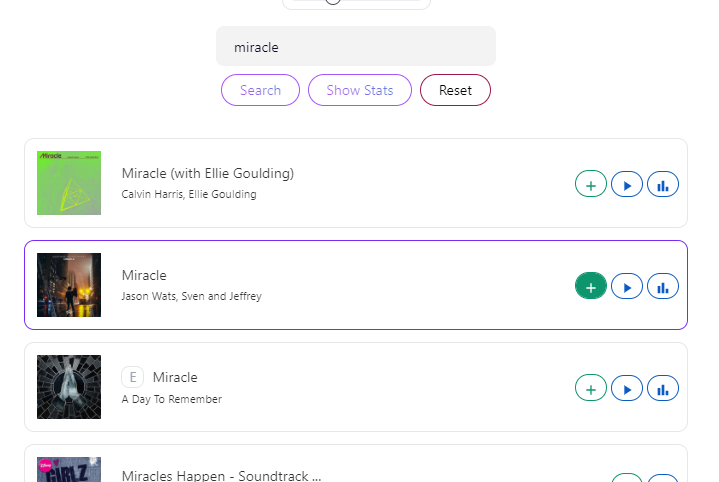 miracle
Search
Show Stats
Reset
Miracle
Miracle (with Ellie Goulding)
Calvin Harris, Ellie Goulding
Miracle
Jason Wats, Sven and Jeffrey
E Miracle
A Day To Remember
GIRLZ
Miracles Happen - Soundtrack ...